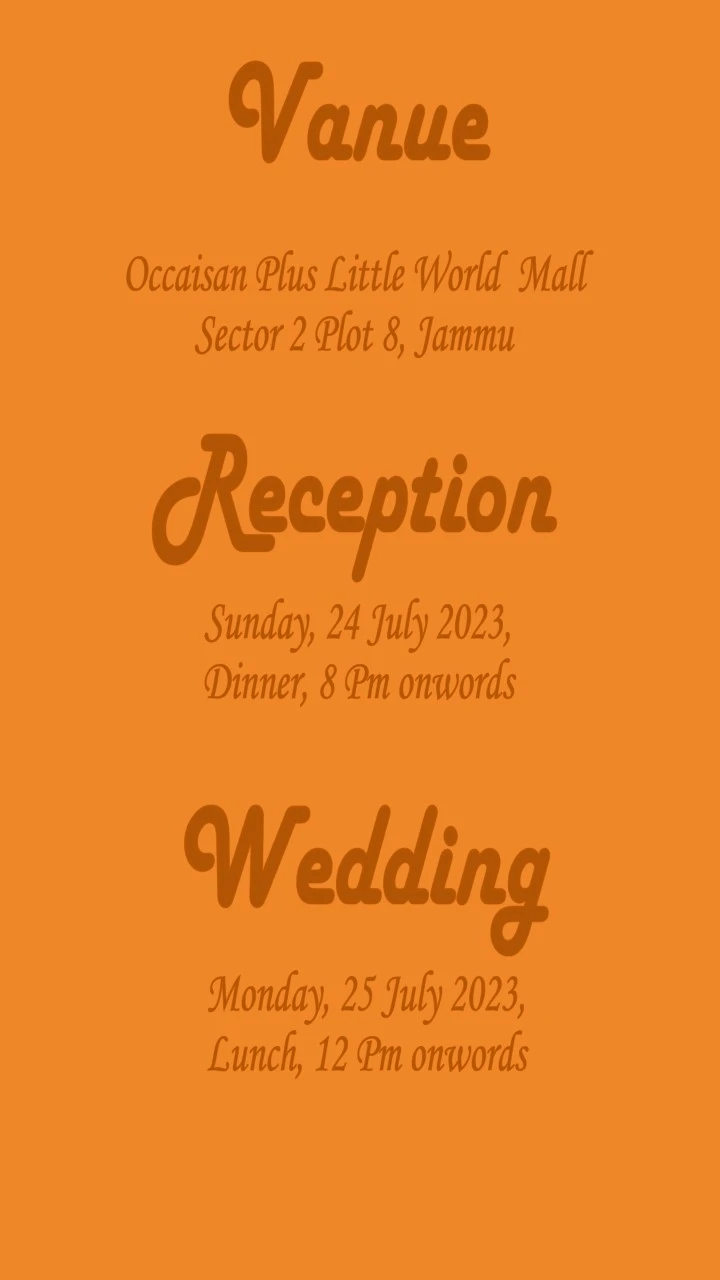 Vanue
Occaisan Plus Little World Mall
Sector 2 Plot 8, Jammu
Reception
Sunday, 24 July 2023,
Dinner, 8 Pm onwords
Wedding
Monday, 25 July 2023,
Lunch, 12 Pm onwords